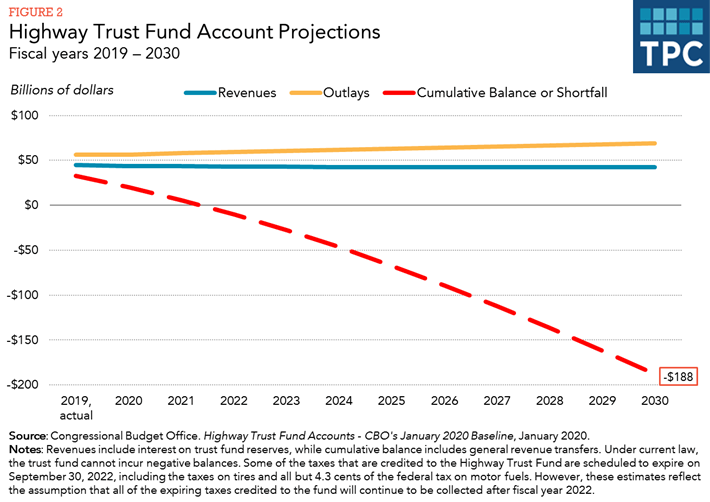 FIGURE 2
Highway Trust Fund Account Projections
Fiscal years 2019 – 2030
TPC
Billions of dollars
Revenues
Outlays
Cumulative Balance or Shortfall
$100
$50
$0
-$50
-$100
-$150
-$200
-$188
2019, 2020 2021 2022 2023 2024 2025 2026 2027 2028 2029 2030
actual
Source: Congressional Budget Office. Highway Trust Fund Accounts - CBO's January 2020 Baseline, January 2020.
Notes: Revenues include interest on trust fund reserves, while cumulative balance includes general revenue transfers. Under current law,
the trust fund cannot incur negative balances. Some of the taxes that are credited to the Highway Trust Fund are scheduled to expire on
September 30, 2022, including the taxes on tires and all but 4.3 cents of the federal tax on motor fuels. However, these estimates reflect
the assumption that all of the expiring taxes credited to the fund will continue to be collected after fiscal year 2022.